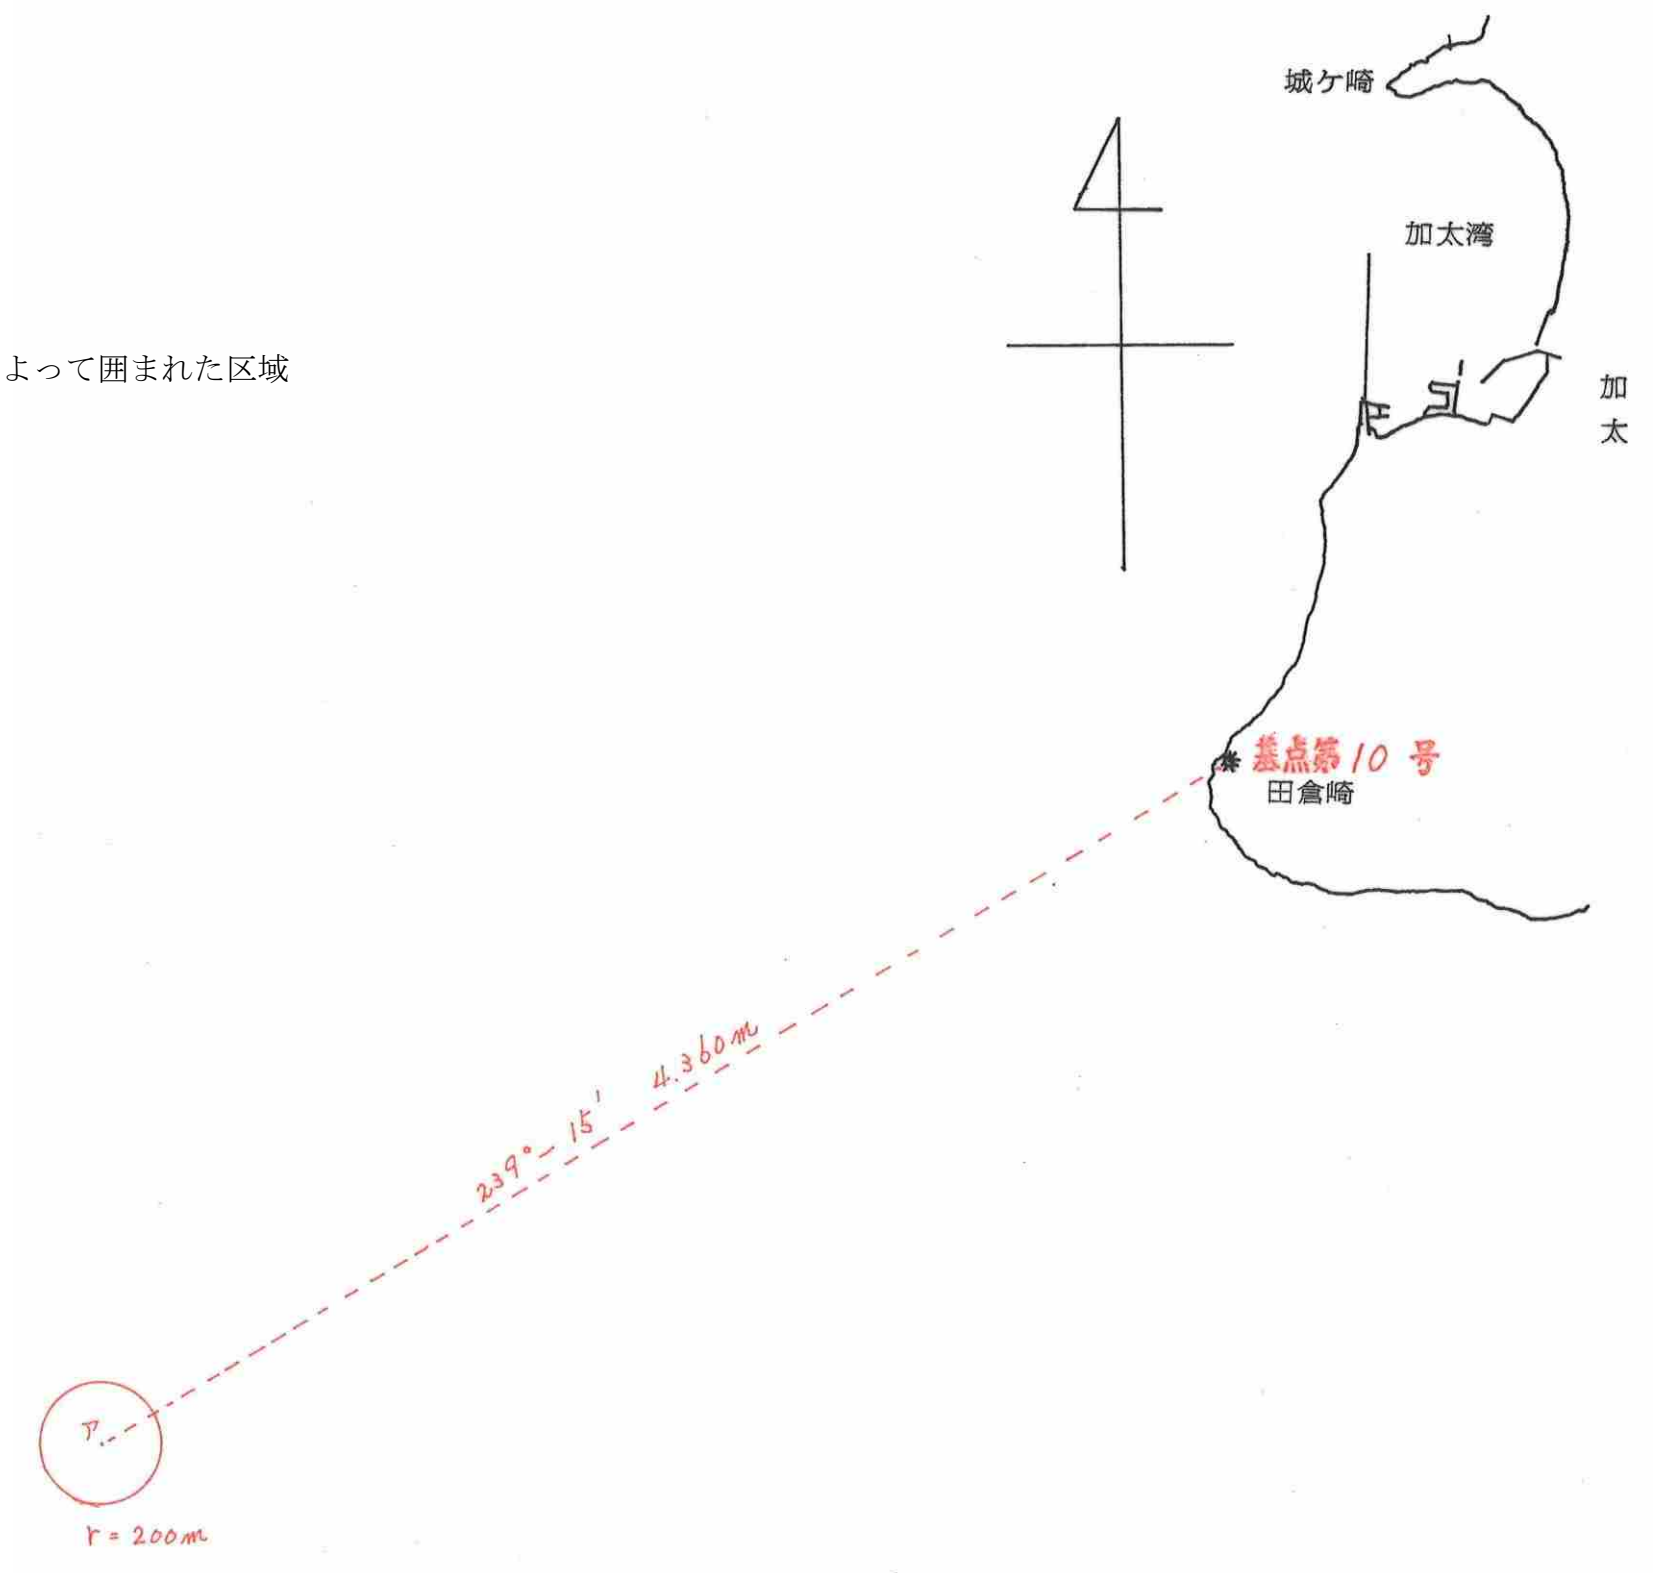 城ケ崎
加太湾
よって囲まれた区域
加太
基点第10号
田倉崎
4.360m
239°-15'
ア
r=200m